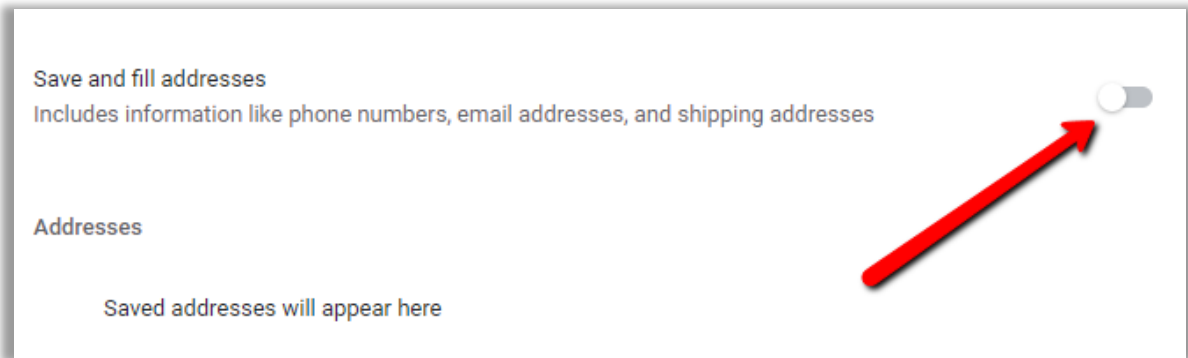 Save and fill addresses
Includes information like phone numbers, email addresses, and shipping addresses
Addresses
Saved addresses will appear here